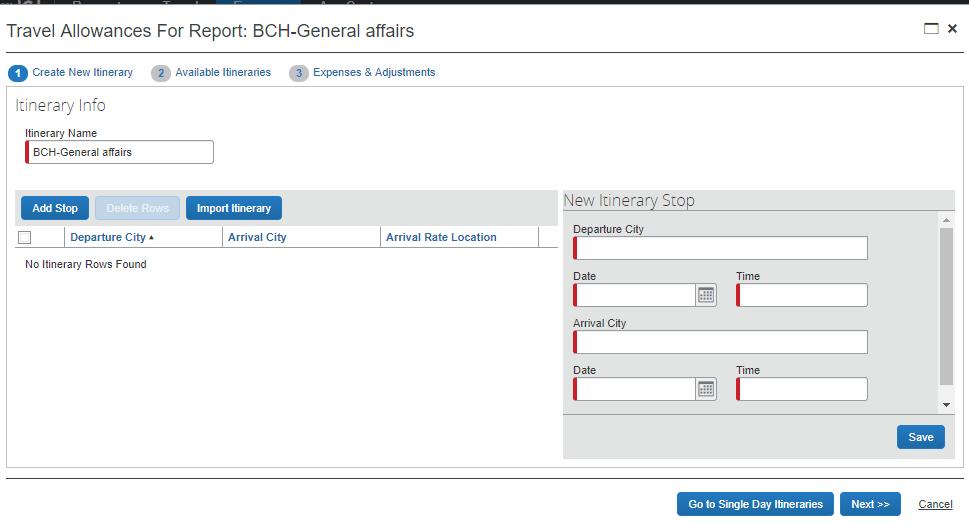 Travel Allowances For Report: BCH-General affairs
1 Create New Itinerary 2 Available Itineraries 3 Expenses & Adjustments
Itinerary Info
Itinerary Name
BCH-General affairs
Add Stop Delete Rows Import Itinerary
Departure City Arrival City Arrival Rate Location
No Itinerary Rows Found
New Itinerary Stop
Departure City
Date Time
Arrival City
Date Time
Save
Go to Single Day Itineraries Next >> Cancel